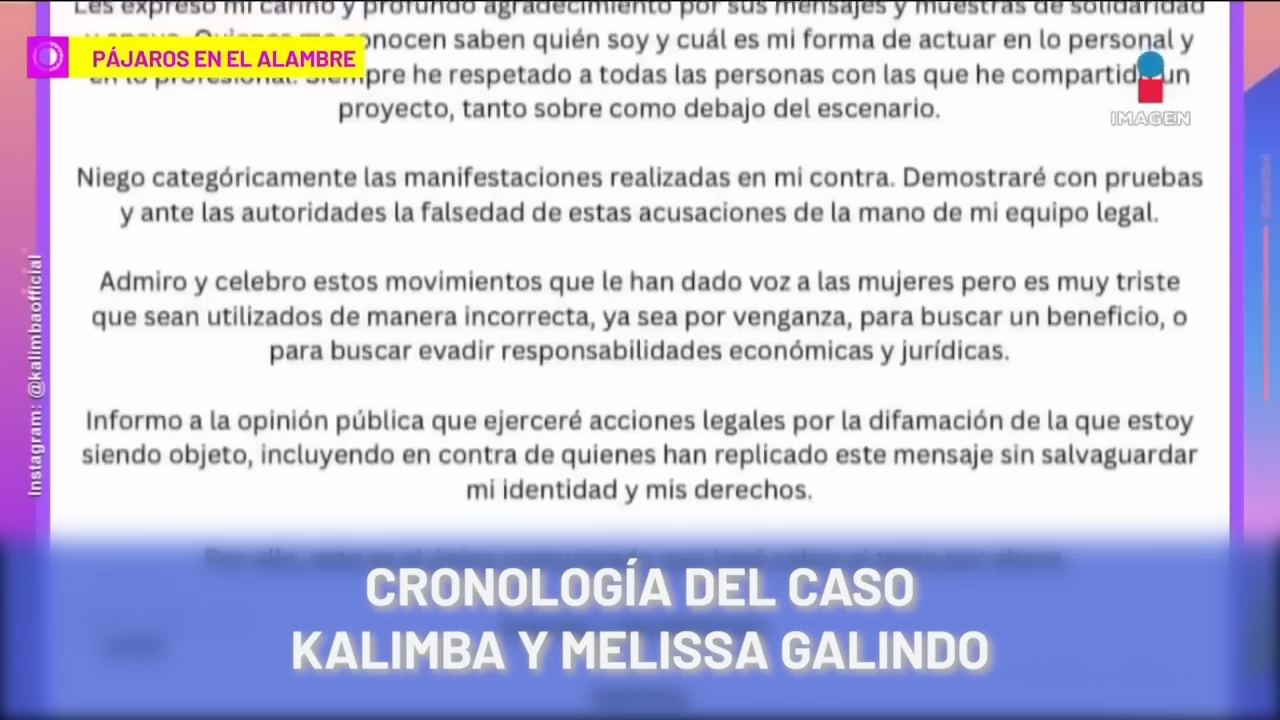 Les expreso mi cariño y profundo agradecimiento por sus mensajes y muestras de solidaridad
PÁJAROS EN EL ALAMBRE
conocen saben quién soy y cuál es mi forma de actuar en lo personal y
en lo profesional. Siempre he respetado a todas las personas con las que he compartido un
proyecto, tanto sobre como debajo del escenario.
IMAGEN
Niego categóricamente las manifestaciones realizadas en mi contra. Demostraré con pruebas
y ante las autoridades la falsedad de estas acusaciones de la mano de mi equipo legal.
Admiro y celebro estos movimientos que le han dado voz a las mujeres pero es muy triste
que sean utilizados de manera incorrecta, ya sea por venganza, para buscar un beneficio, o
para buscar evadir responsabilidades económicas y jurídicas.
Informo a la opinión pública que ejerceré acciones legales por la difamación de la que estoy
siendo objeto, incluyendo en contra de quienes han replicado este mensaje sin salvaguardar
mi identidad y mis derechos.
Instagram: @kalimbaofficial
CRONOLOGÍA DEL CASO
KALIMBA Y MELISSA GALINDO